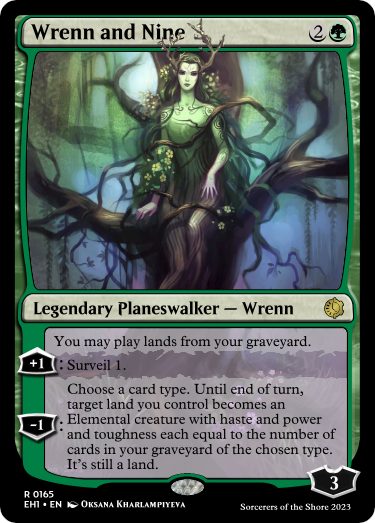 Wrenn and Nine 2
Legendary Planeswalker — Wrenn
You may play lands from your graveyard.
+1: Surveil 1.
Choose a card type. Until end of turn,
target land you control becomes an
-1: Elemental creature with haste and power
and toughness each equal to the number of
cards in your graveyard of the chosen type.
It's still a land.
3
R 0165
EH1 • EN Oksana Kharlampiyeva
Sorcerers of the Shore 2023